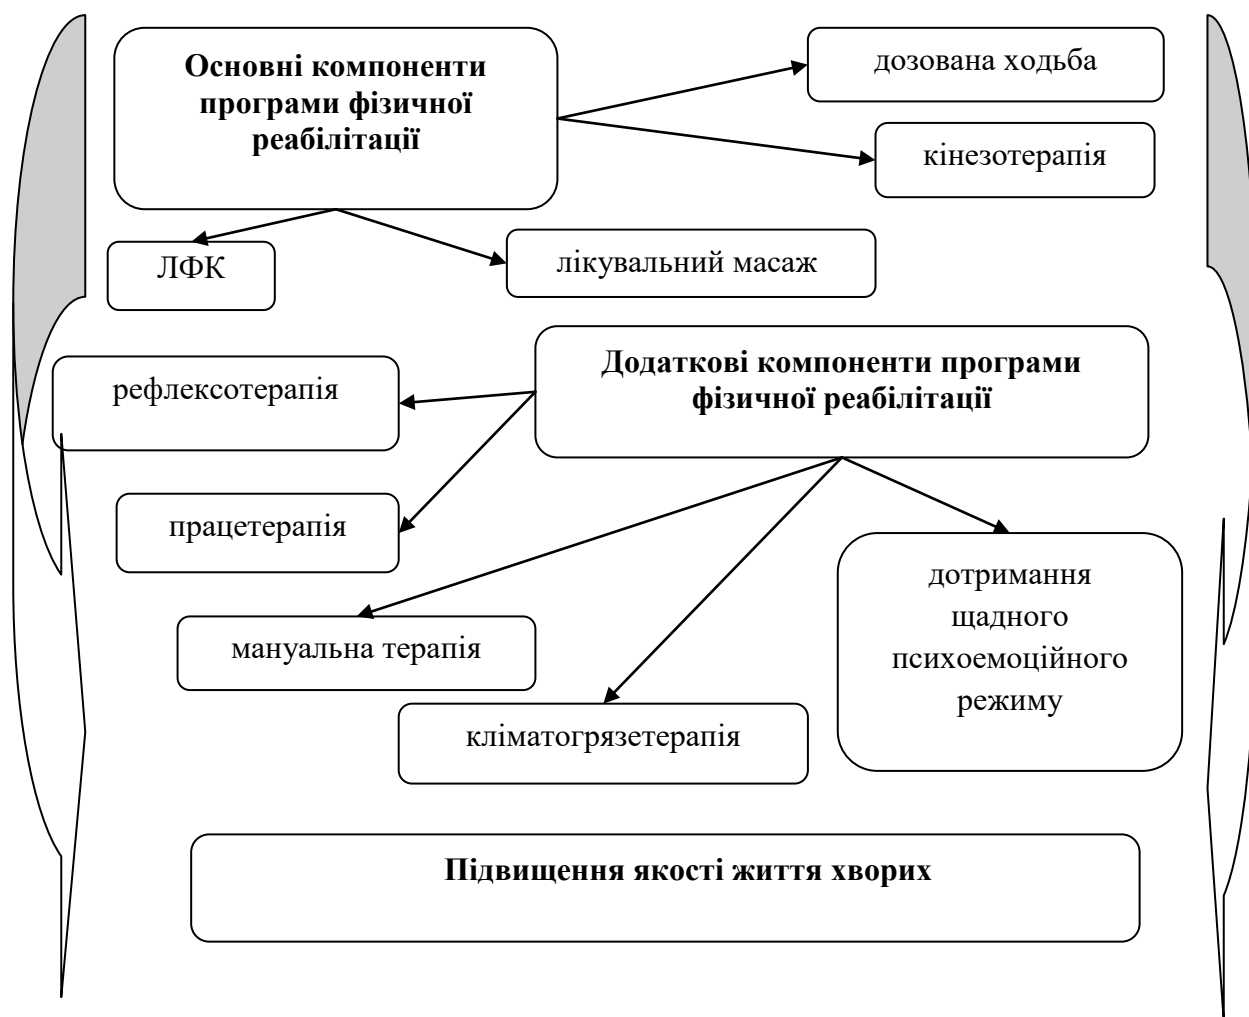 Основні компоненти
програми фізичної
реабілітації
дозована ходьба
кінезотерапія
ЛФК
лікувальний масаж
Додаткові компоненти програми
фізичної реабілітації
рефлексотерапія
працетерапія
мануальна терапія
кліматогрязетерапія
дотримання
щадного
психоемоційного
режиму
Підвищення якості життя хворих